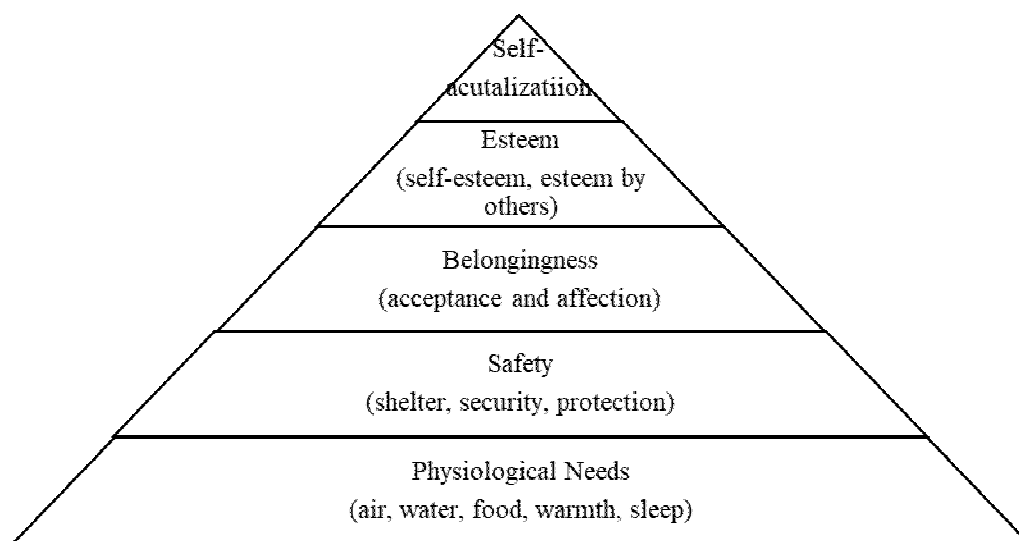 Self-
acutalizatiion
Esteem
(self-esteem, esteem by
others)
Belongingness
(acceptance and affection)
Safety
(shelter, security, protection)
Physiological Needs
(air, water, food, warmth, sleep)